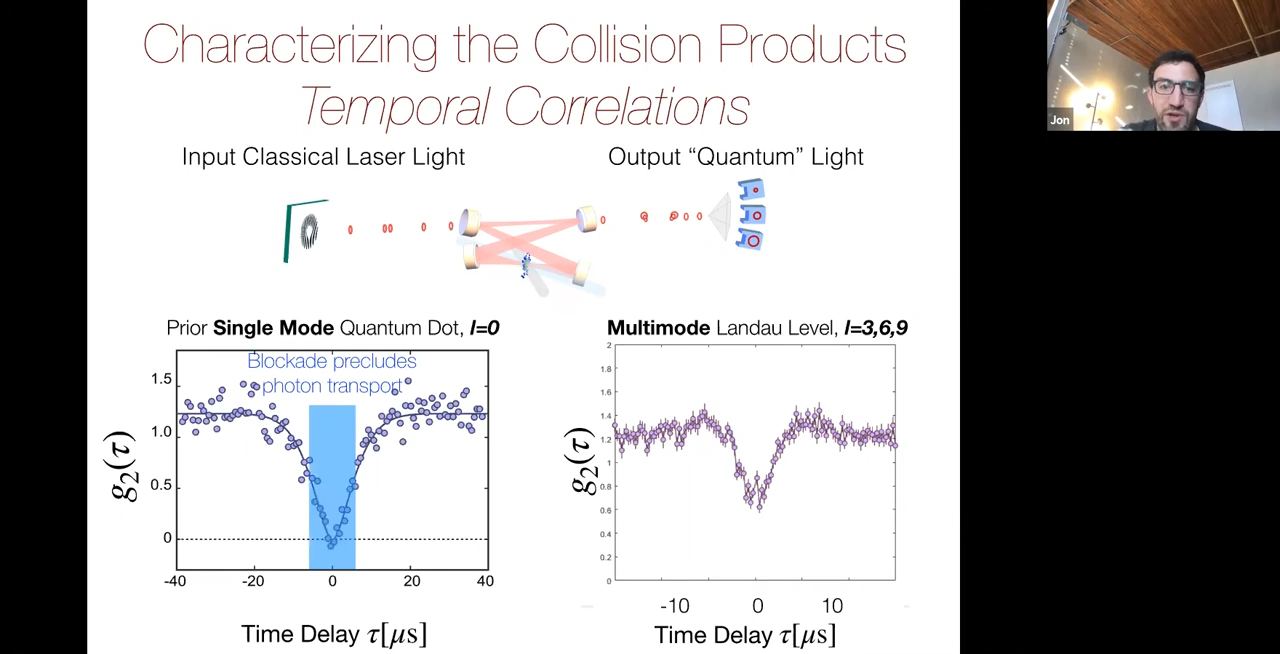 Characterizing the Collision Products
Temporal Correlations
Input Classical Laser Light
Output “Quantum” Light
Jon
Prior Single Mode Quantum Dot, l=0
Blockade precludes
photon transport
g₂(τ)
1.5
1.0
0.5
0
-40
-20
0
20
40
Time Delay τ[μs]
Multimode Landau Level, l=3,6,9
g₂(τ)
2
1.8
1.6
1.4
1.2
1
0.8
0.6
0.4
0.2
0
-10
0
10
Time Delay τ[μs]